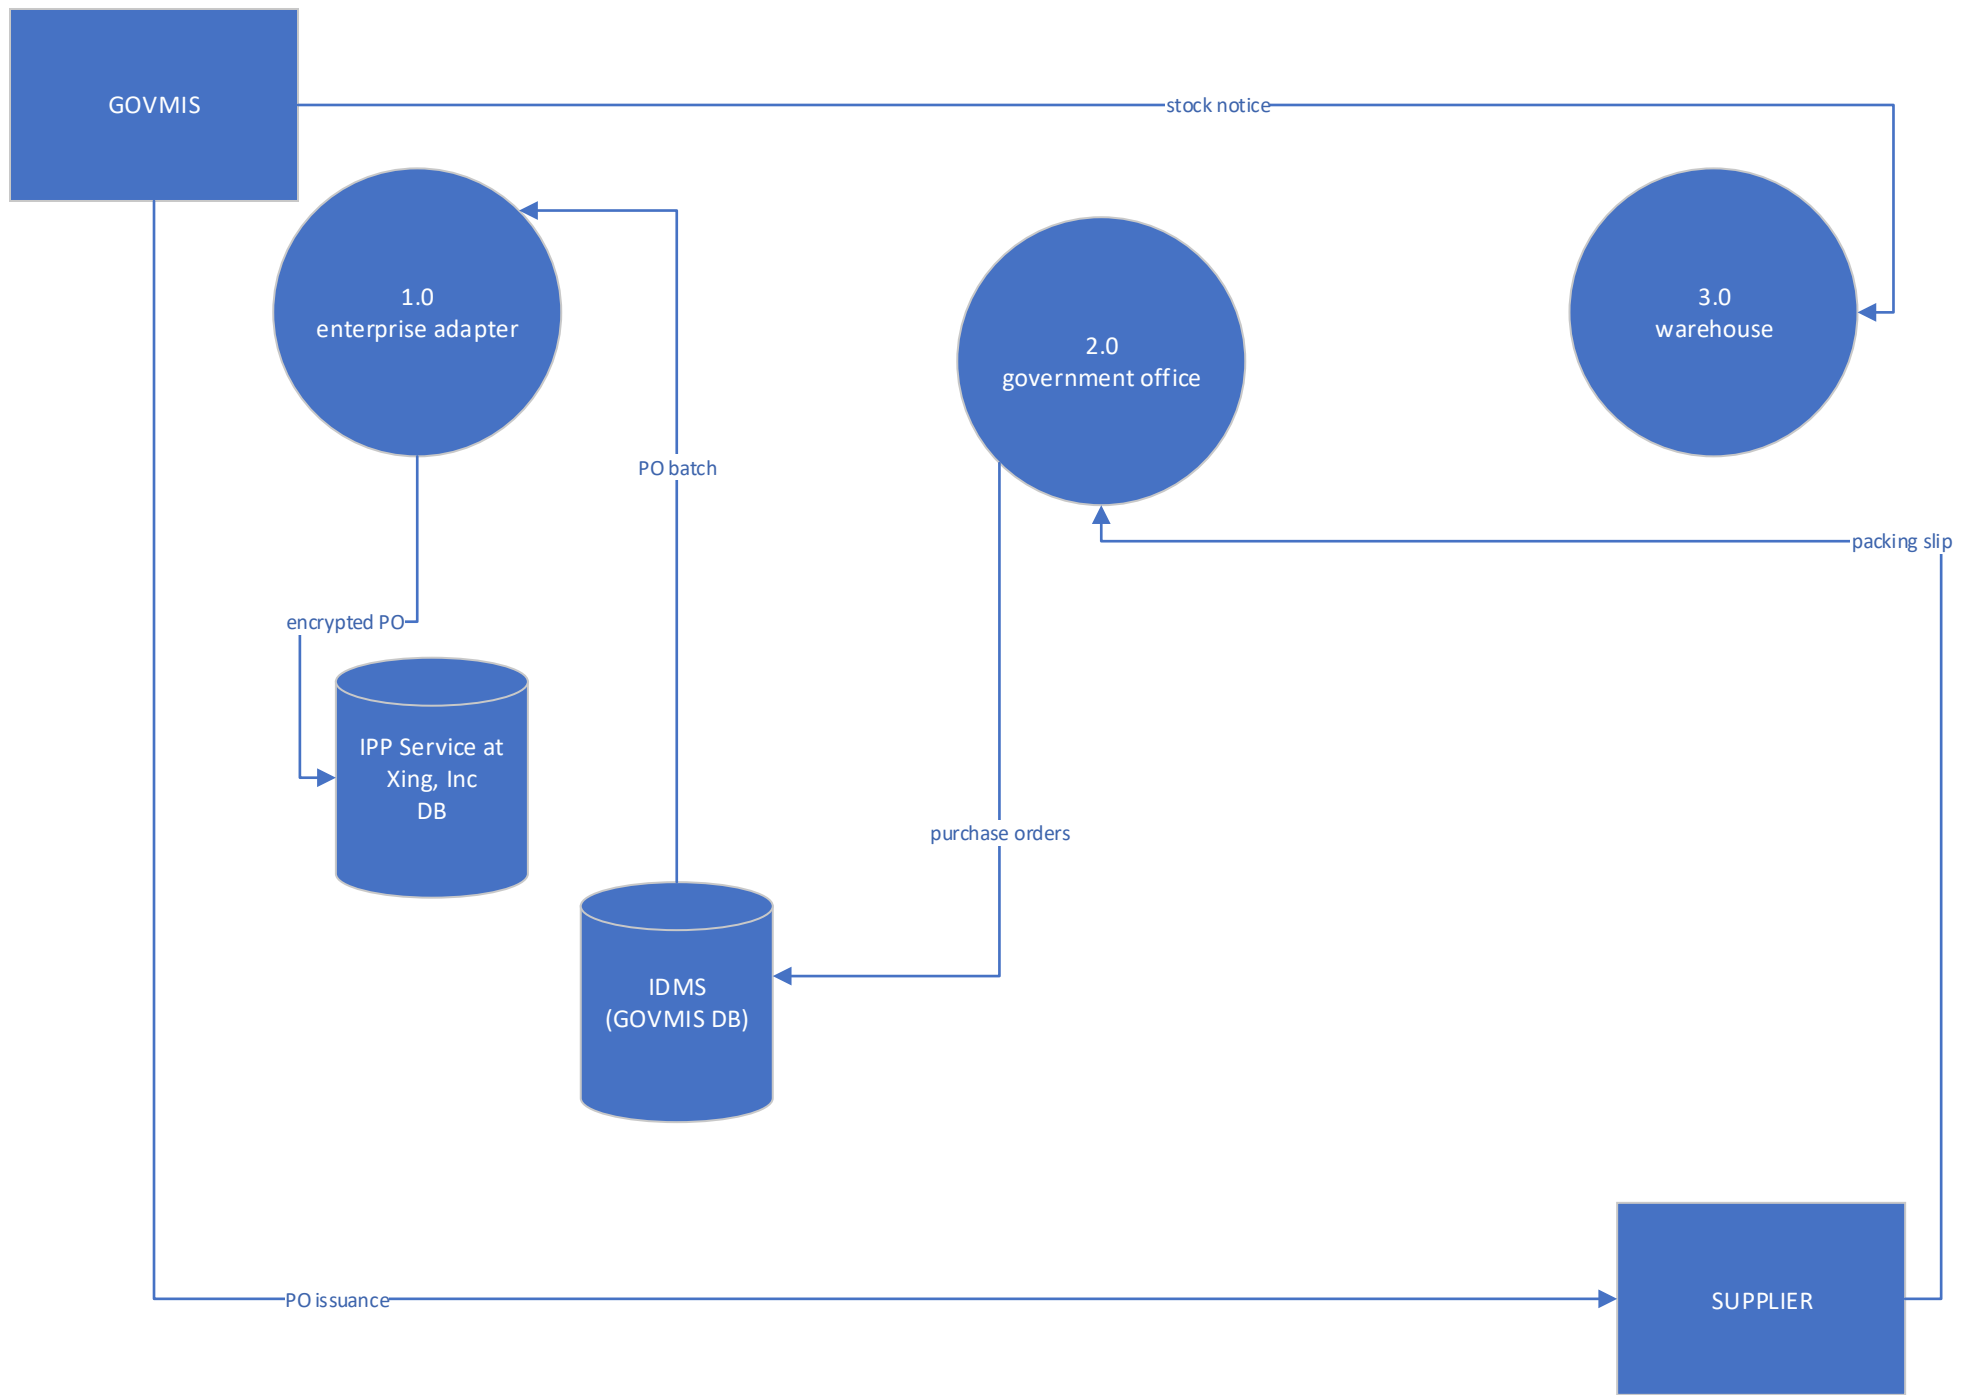 GOVMIS
stock notice
1.0
enterprise adapter
2.0
government office
3.0
warehouse
PO batch
packing slip
encrypted PO
IPP Service at
Xing, Inc
DB
purchase orders
IDMS
(GOVMIS DB)
PO issuance
SUPPLIER